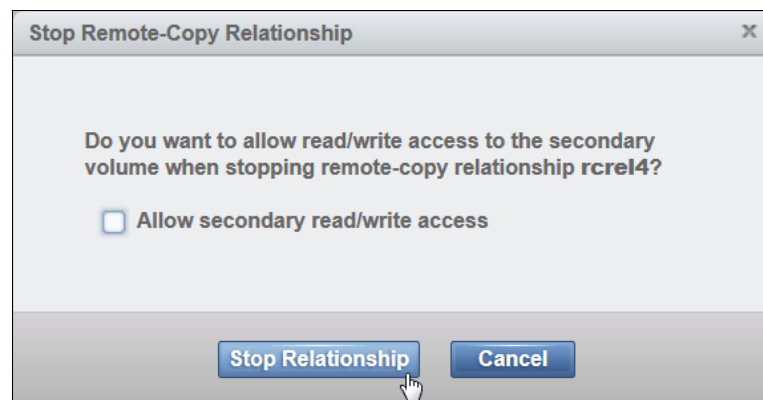 Stop Remote-Copy Relationship
Do you want to allow read/write access to the secondary
volume when stopping remote-copy relationship rcrel4?
Allow secondary read/write access
Stop Relationship Cancel